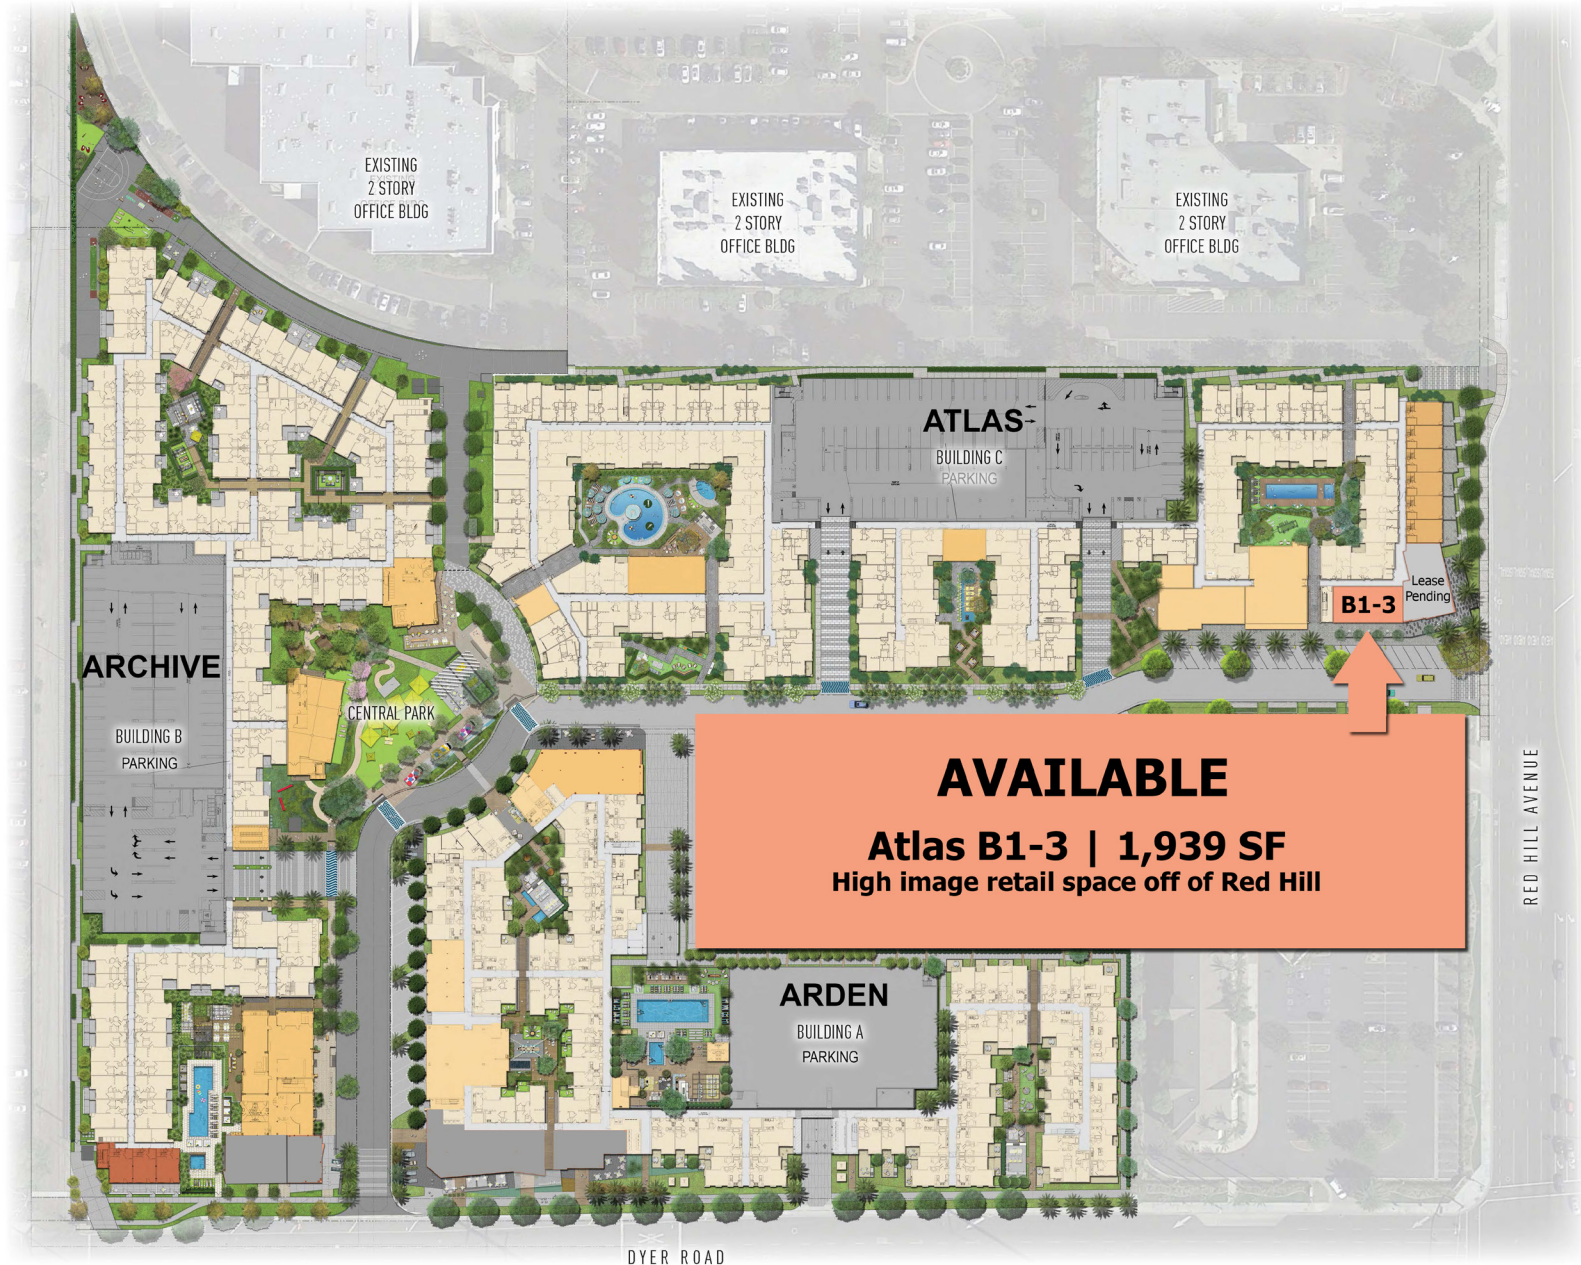 EXISTING
2 STORY
OFFICE BLDG
EXISTING
2 STORY
OFFICE BLDG
EXISTING
2 STORY
OFFICE BLDG
ATLAS
BUILDING C
PARKING
Lease
Pending
B1-3
ARCHIVE
BUILDING B
PARKING
CENTRAL PARK
AVAILABLE
Atlas B1-3 | 1,939 SF
High image retail space off of Red Hill
RED HILL AVENUE
ARDEN
BUILDING A
PARKING
DYER ROAD